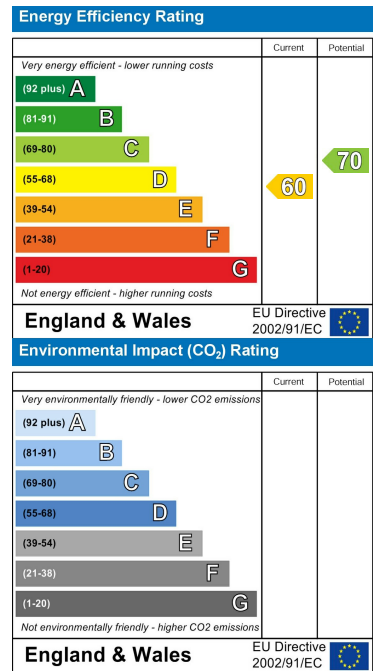 Energy Efficiency Rating
Current Potential
Very energy efficient - lower running costs
(92 plus) A
(81-91) B
(69-80) C
(55-68) D
(39-54) E
(21-38) F
(1-20) G
60
70
Not energy efficient - higher running costs
England & Wales
EU Directive
2002/91/EC
Environmental Impact (CO₂) Rating
Current Potential
Very environmentally friendly - lower CO2 emissions
(92 plus) A
(81-91) B
(69-80) C
(55-68) D
(39-54) E
(21-38) F
(1-20) G
Not environmentally friendly - higher CO2 emissions
England & Wales
EU Directive
2002/91/EC